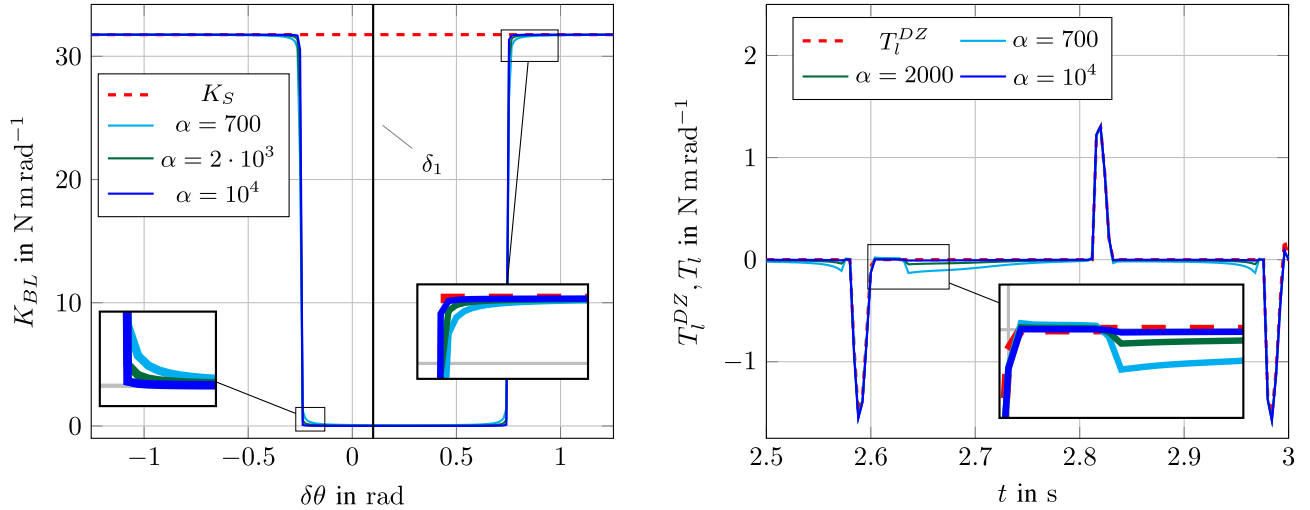 30
20
10
0
K_{BL} in N m rad^{−1}
−1 −0.5 0 0.5 1
δθ in rad
K_S
α = 700
α = 2 · 10^3
α = 10^4
δ_1
2
1
0
−1
T_l^{DZ}, T_l in N m rad^{−1}
2.5 2.6 2.7 2.8 2.9 3
t in s
T_l^{DZ} α = 700
α = 2000 α = 10^4